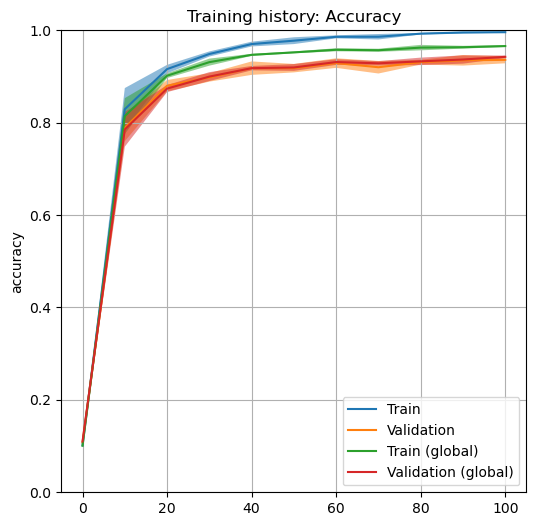 Training history: Accuracy
1.0
0.8
0.6
0.4
0.2
0.0
accuracy
0
20
40
60
80
100
Train
Validation
Train (global)
Validation (global)